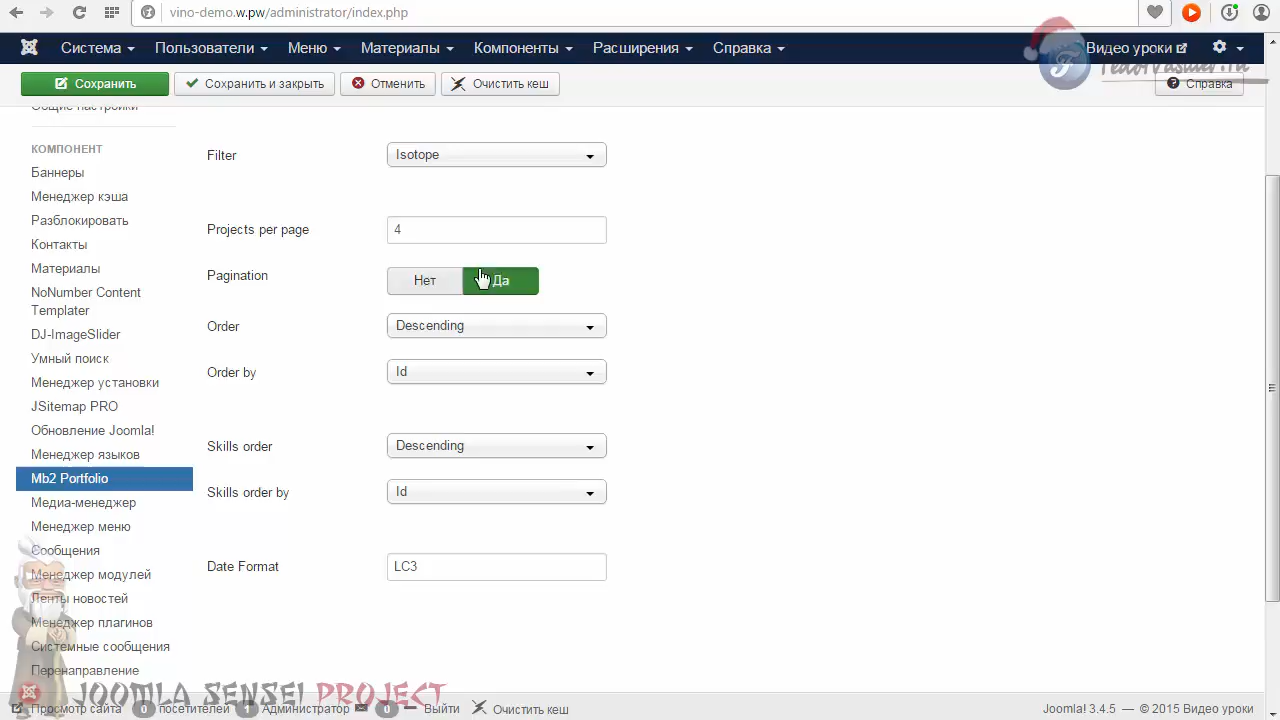 vino-demo.w.pw/administrator/index.php
Система Пользователи Меню Материалы Компоненты Расширения Справка Видео уроки
Сохранить Сохранить и закрыть Отменить Очистить кеш Справка
Общие настройки
КОМПОНЕНТ
Баннеры
Менеджер кэша
Разблокировать
Контакты
Материалы
NoNumber Content
Templater
DJ-ImageSlider
Умный поиск
Менеджер установки
JSitemap PRO
Обновление Joomla!
Менеджер языков
Mb2 Portfolio
Медиа-менеджер
Менеджер меню
Сообщения
Менеджер модулей
Ленты новостей
Менеджер плагинов
Системные сообщения
Перенаправление
Filter Isotope
Projects per page 4
Pagination Нет Да
Order Descending
Order by Id
Skills order Descending
Skills order by Id
Date Format LC3
JOOMLA SENSEI PROJECT
Просмотр сайта 0 посетителей 1 Администратор 0 Выйти Очистить кеш Joomla! 3.4.5 — © 2015 Видео уроки